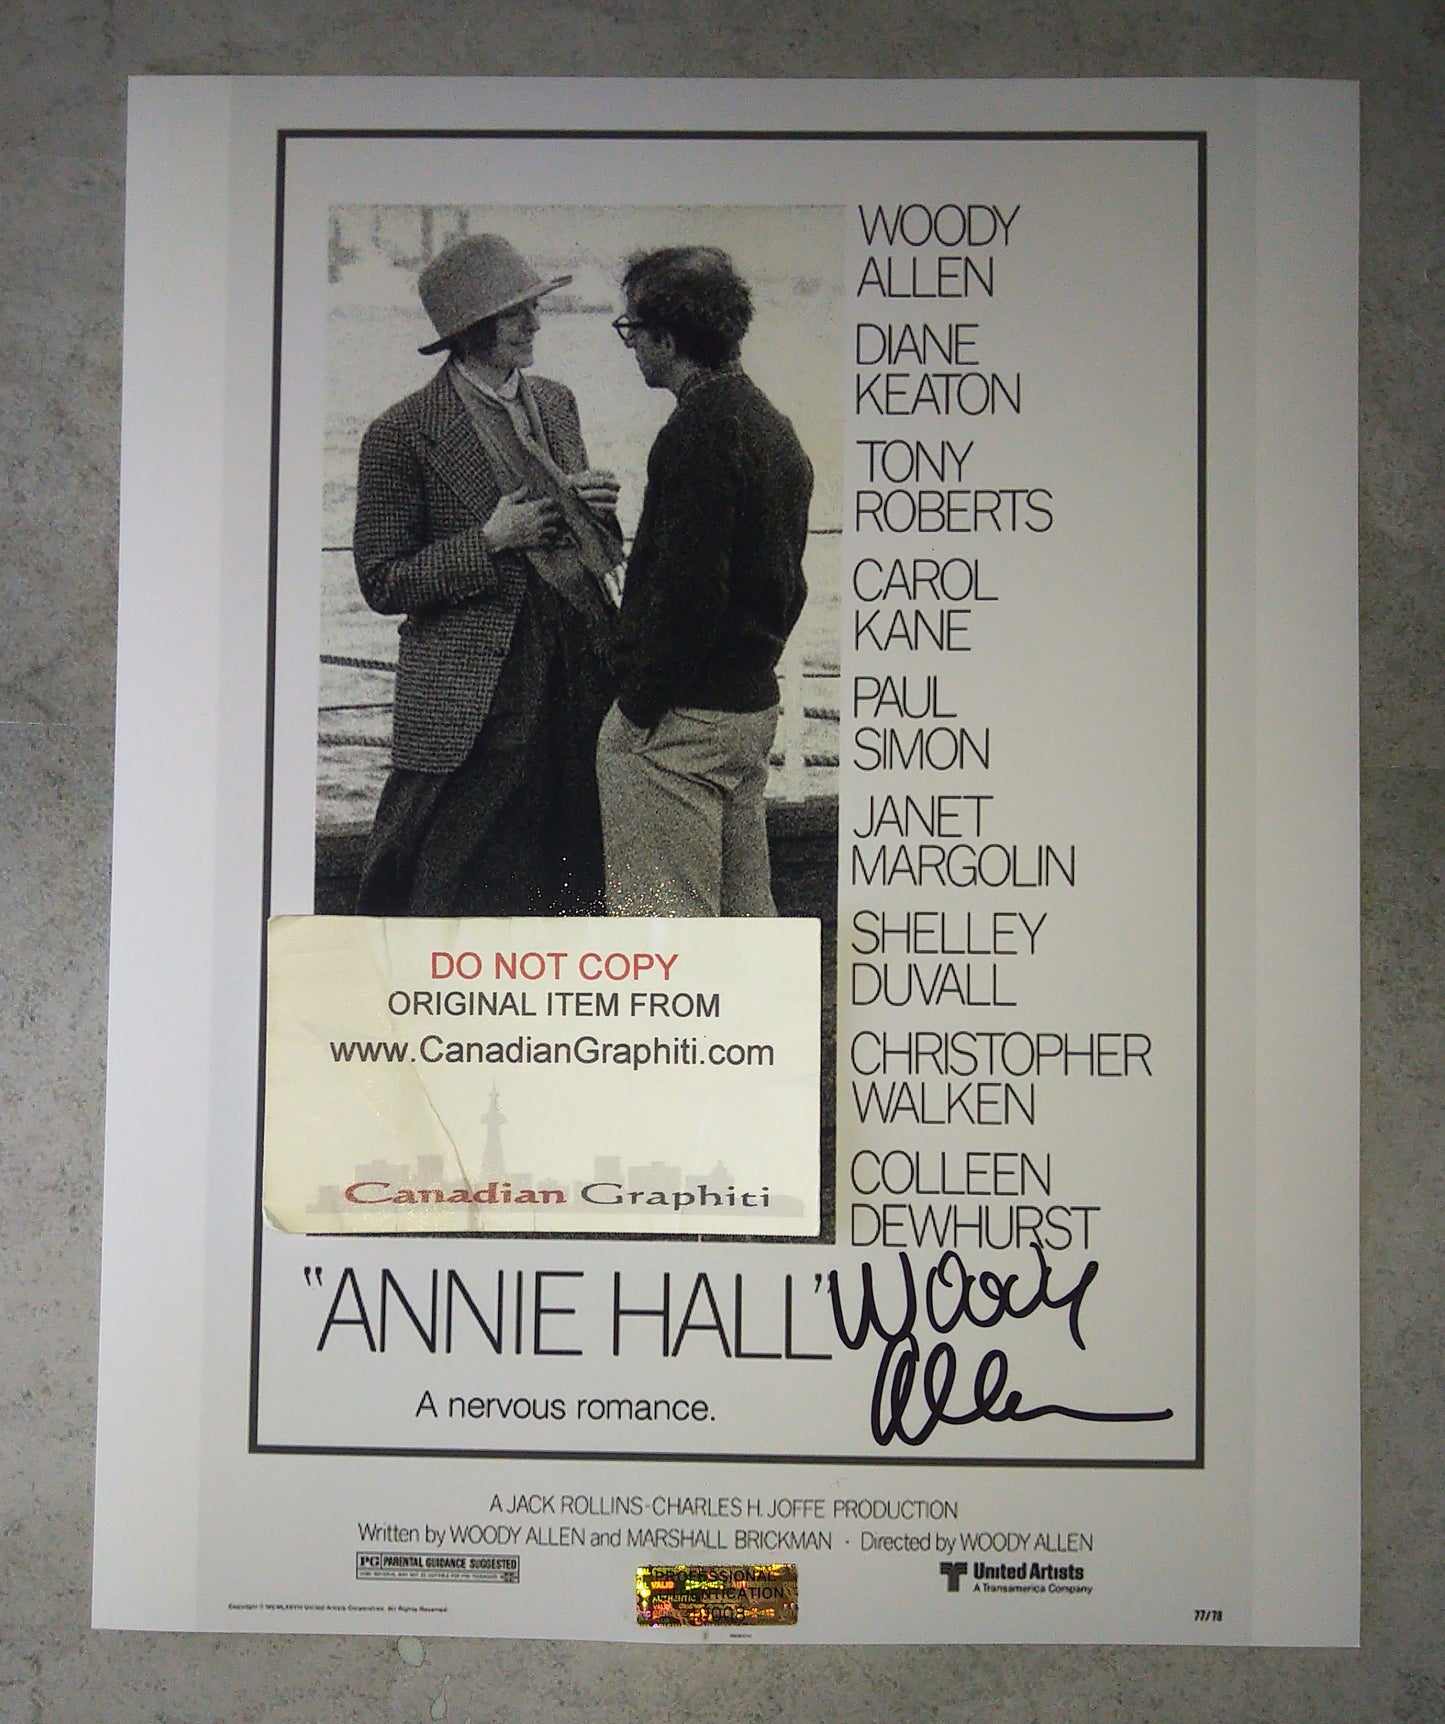 WOODY
ALLEN
DIANE
KEATON
TONY
ROBERTS
CAROL
KANE
PAUL
SIMON
JANET
MARGOLIN
SHELLEY
DUVALL
CHRISTOPHER
WALKEN
COLLEEN
DEWHURST
DO NOT COPY
ORIGINAL ITEM FROM
www.CanadianGraphiti.com
Canadian Graphiti
"ANNIE HALL"
Woody
Allen
A nervous romance.
A JACK ROLLINS-CHARLES H. JOFFE PRODUCTION
Written by WOODY ALLEN and MARSHALL BRICKMAN · Directed by WOODY ALLEN
PG PARENTAL GUIDANCE SUGGESTED
United Artists
A Transamerica Company
PROFESSIONAL
77/78